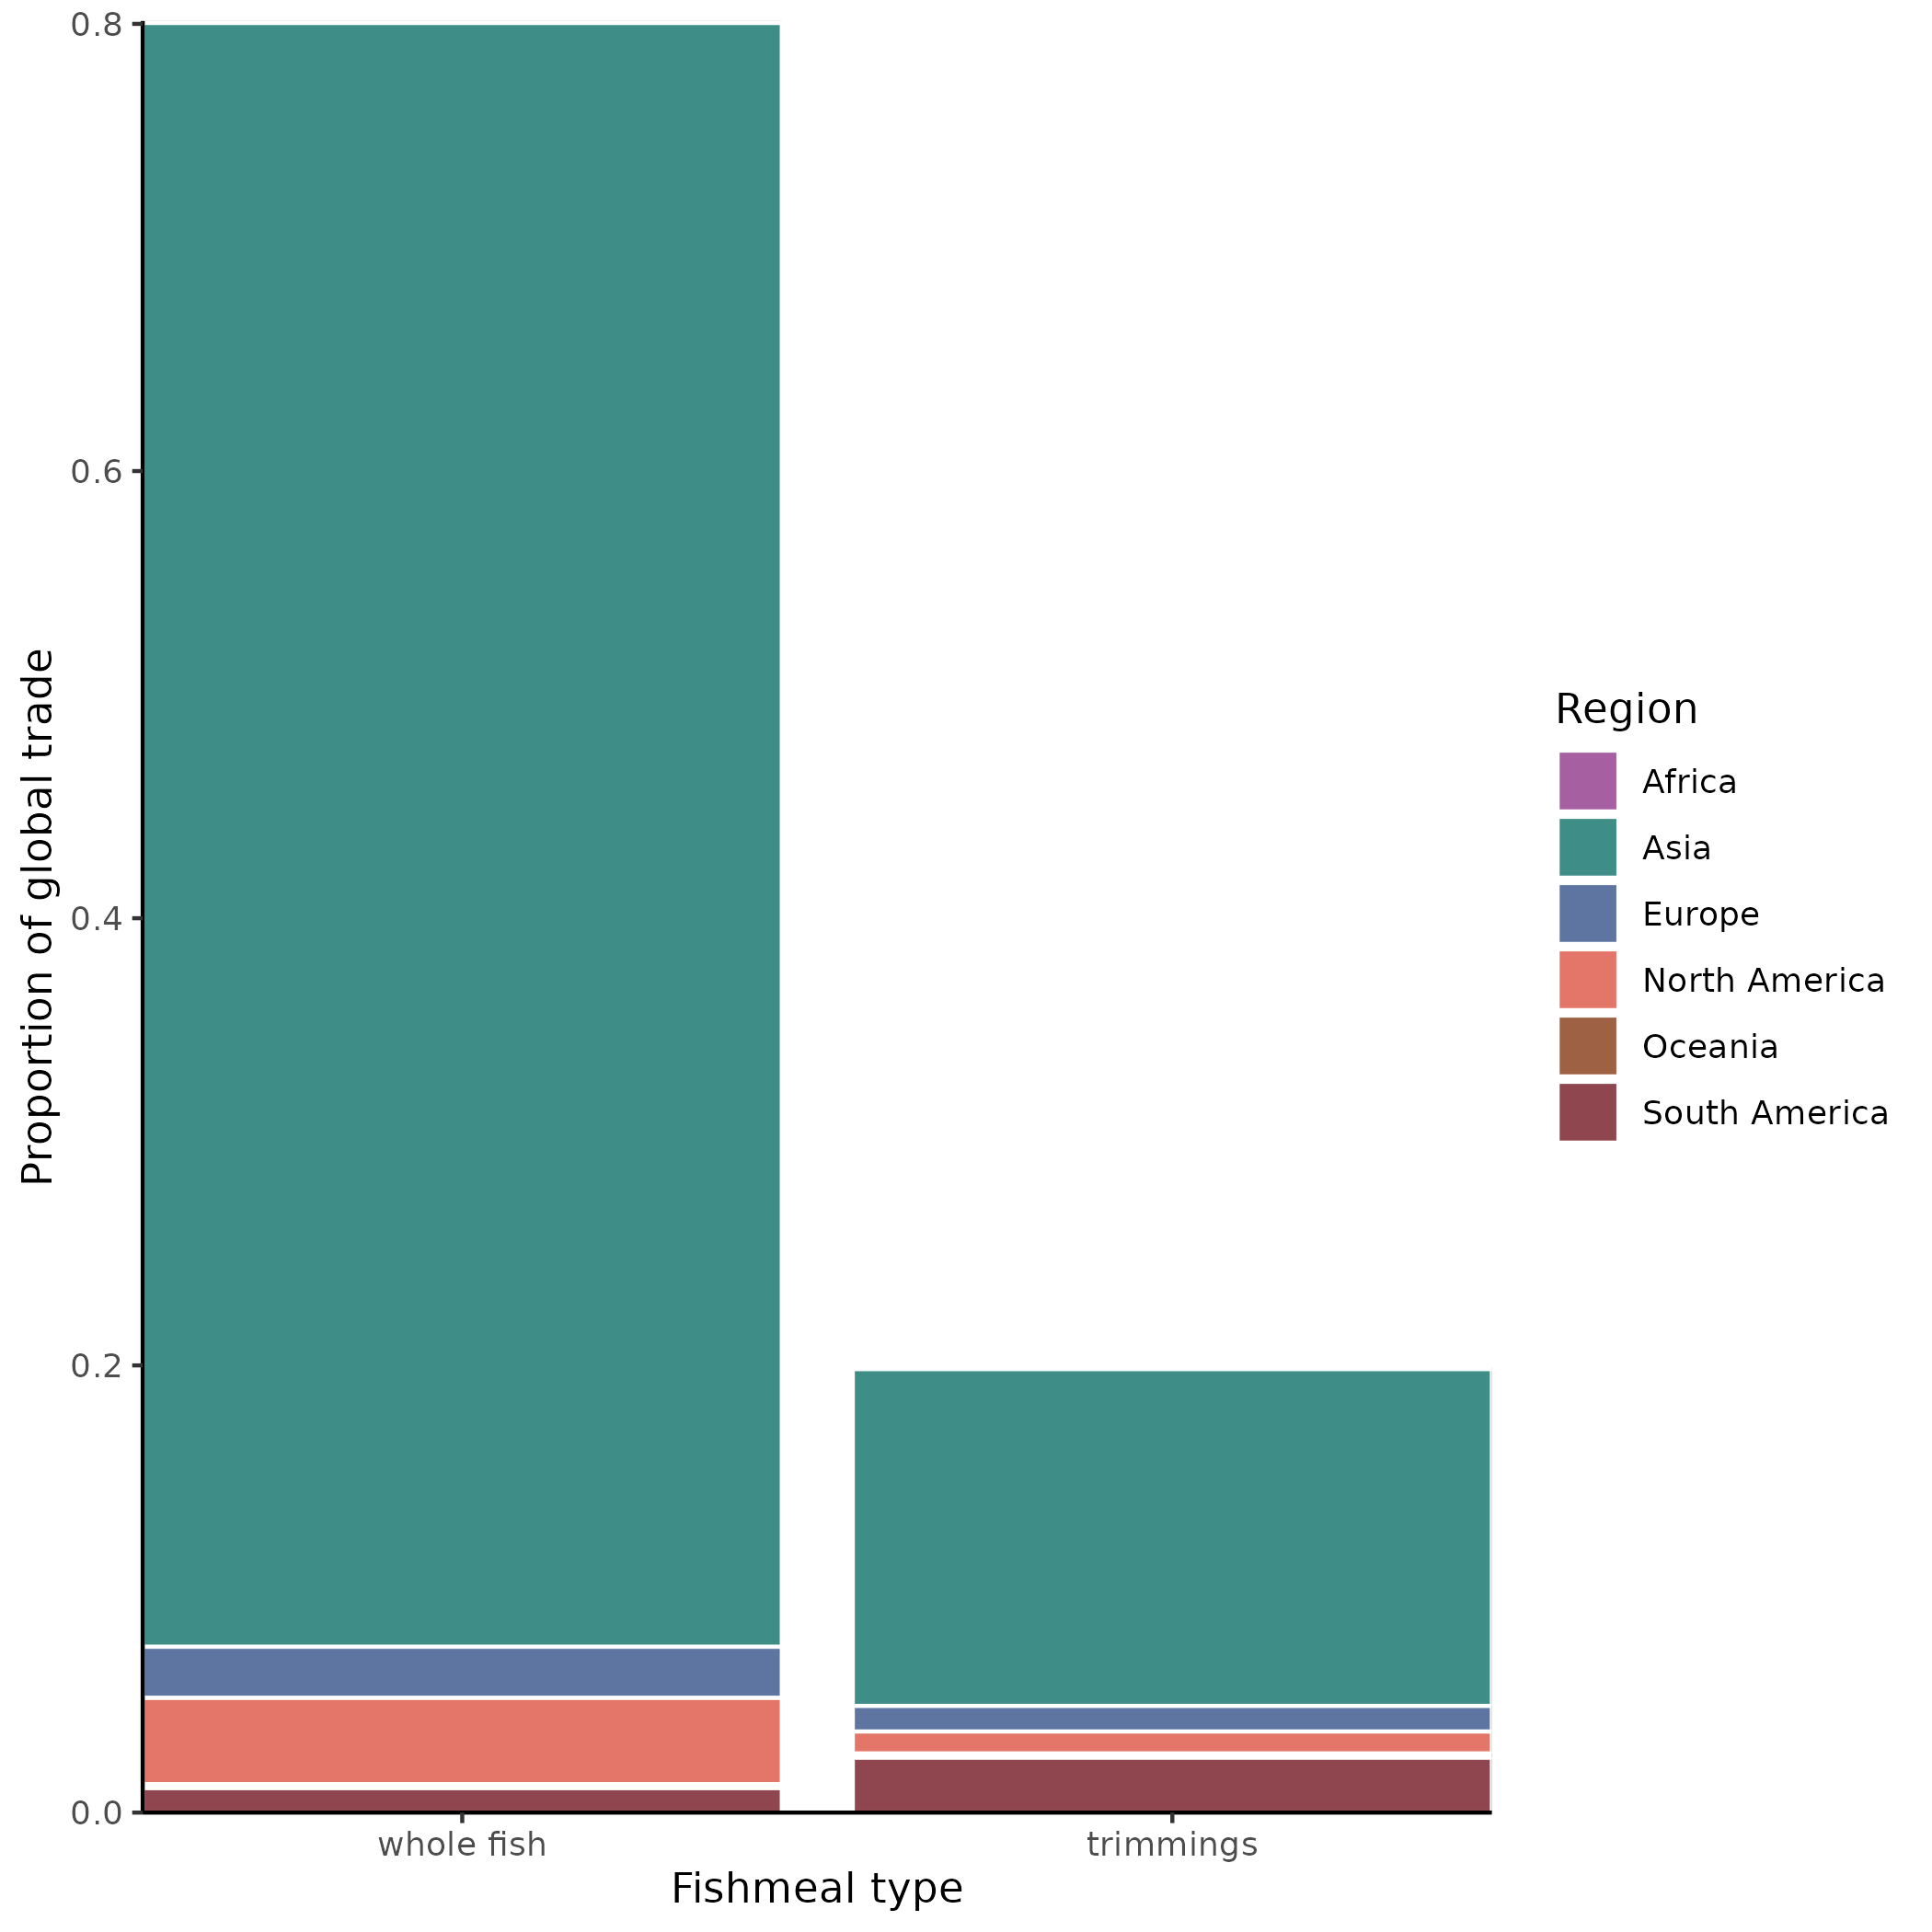 0.8
0.6
0.4
0.2
0.0
Proportion of global trade
whole fish
trimmings
Fishmeal type
Region
Africa
Asia
Europe
North America
Oceania
South America